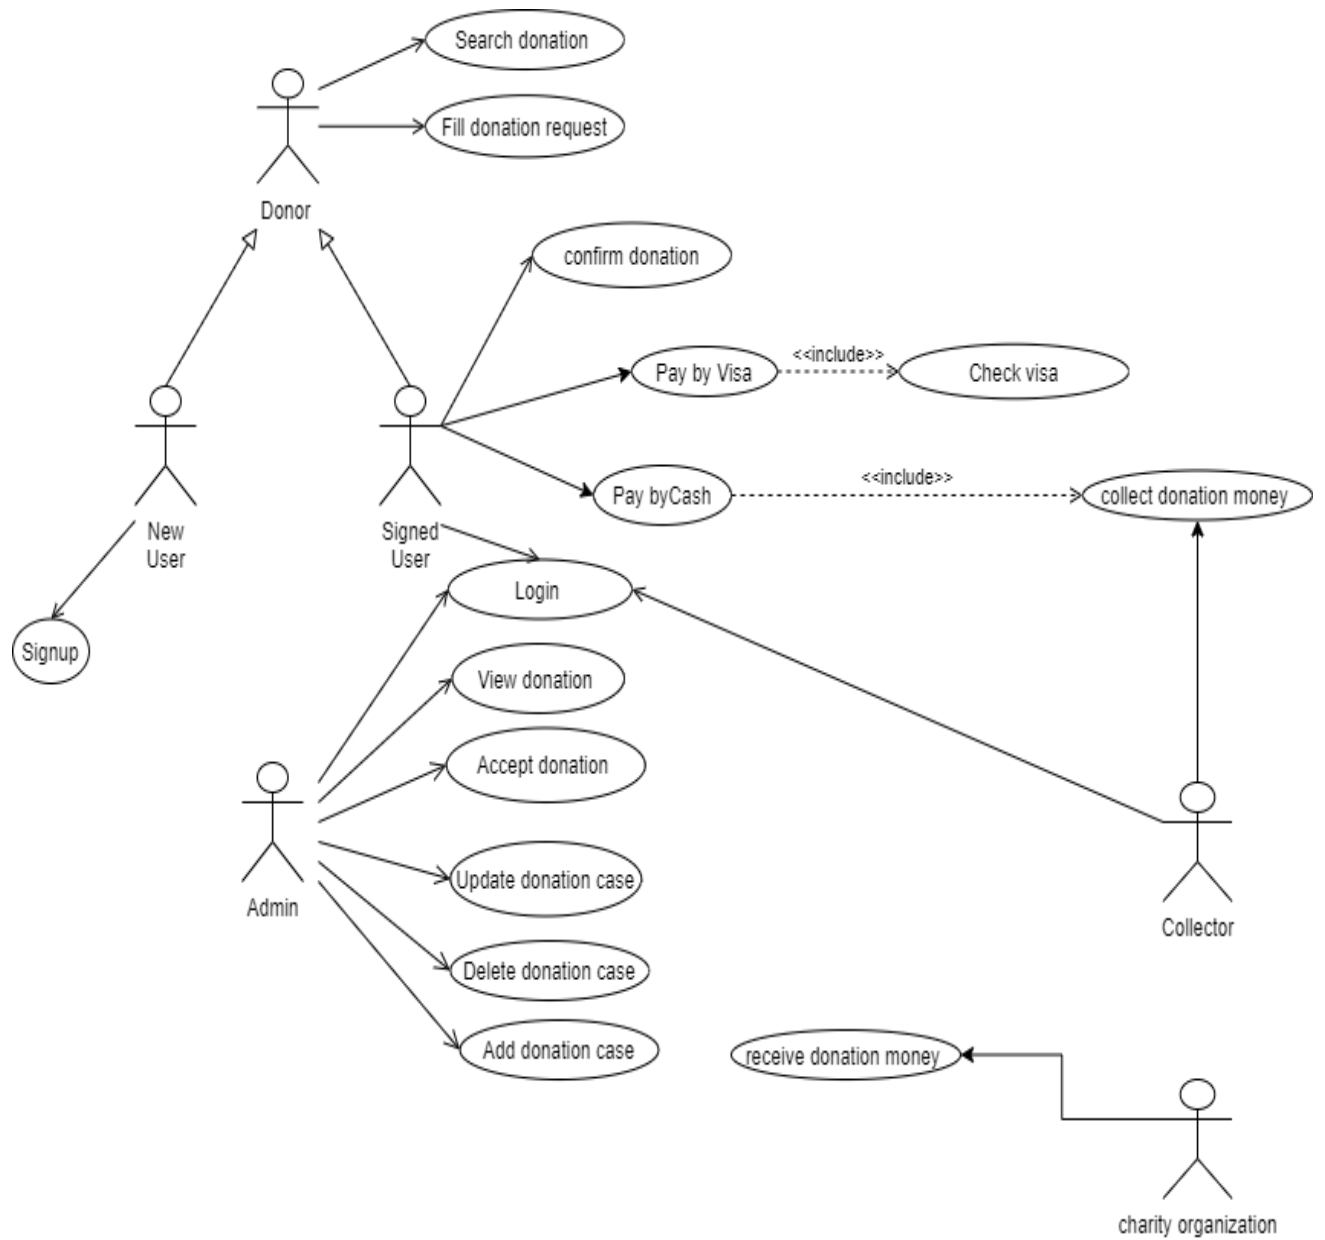 Search donation
Fill donation request
Donor
confirm donation
<<include>>
Pay by Visa
Check visa
<<include>>
Pay byCash
collect donation money
New
User
Signed
User
Login
Signup
View donation
Accept donation
Update donation case
Admin
Collector
Delete donation case
Add donation case
receive donation money
charity organization